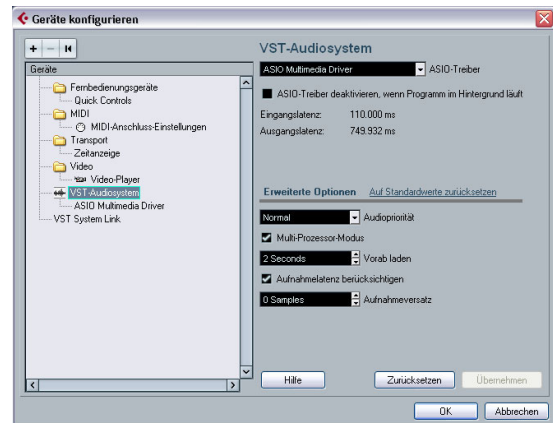 Geräte konfigurieren
Geräte
Fernbedienungsgeräte
Quick Controls
MIDI
MIDI-Anschluss-Einstellungen
Transport
Zeitanzeige
Video
Video-Player
VST-Audiosystem
ASIO Multimedia Driver
VST System Link
VST-Audiosystem
ASIO Multimedia Driver ASIO-Treiber
ASIO-Treiber deaktivieren, wenn Programm im Hintergrund läuft
Eingangslatenz: 110.000 ms
Ausgangslatenz: 749.932 ms
Erweiterte Optionen Auf Standardwerte zurücksetzen
Normal Audiopriorität
Multi-Prozessor-Modus
2 Seconds Vorab laden
Aufnahmelatenz berücksichtigen
0 Samples Aufnahmeversatz
Hilfe Zurücksetzen Übernehmen
OK Abbrechen